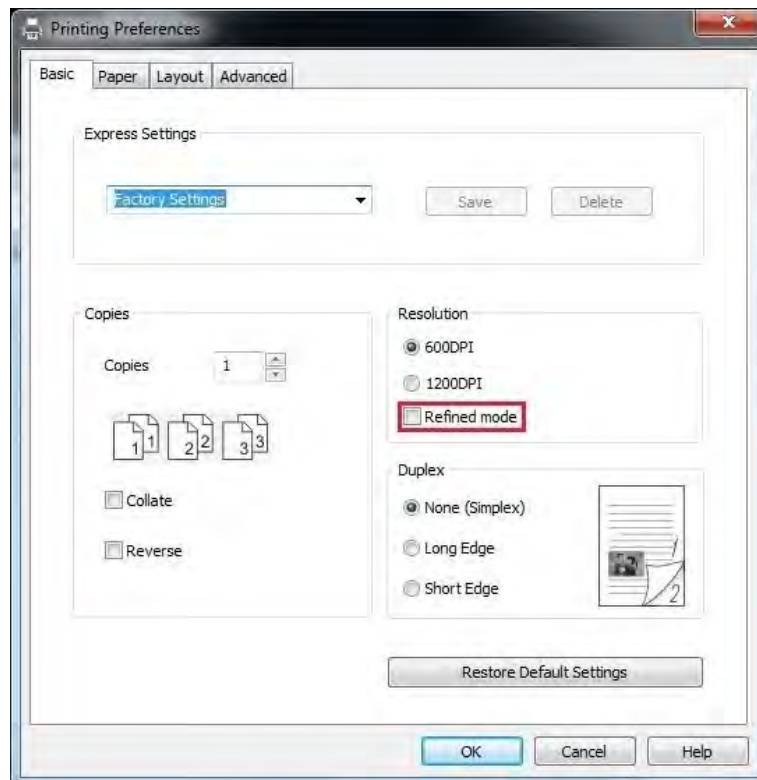 Printing Preferences
x
Basic Paper Layout Advanced
Express Settings
Factory Settings Save Delete
Copies
Copies 1
1 1 2 2 3 3
Collate
Reverse
Resolution
600DPI
1200DPI
Refined mode
Duplex
None (Simplex)
Long Edge
Short Edge
2
Restore Default Settings
OK Cancel Help